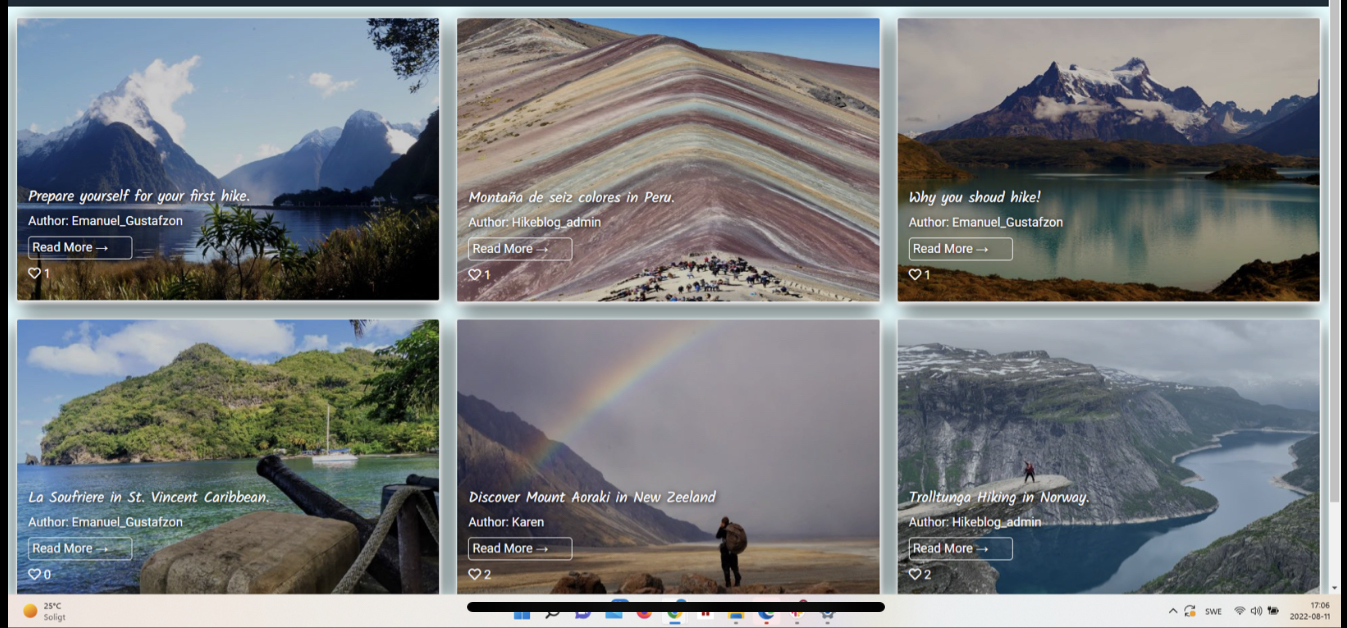 Prepare yourself for your first hike.
Author: Emanuel_Gustafzon
Read More →
1
Montaña de seiz colores in Peru.
Author: Hikeblog_admin
Read More →
1
Why you shoud hike!
Author: Emanuel_Gustafzon
Read More →
1
La Soufriere in St. Vincent Caribbean.
Author: Emanuel_Gustafzon
Read More →
0
Discover Mount Aoraki in New Zeeland
Author: Karen
Read More →
2
Trolltunga Hiking in Norway.
Author: Hikeblog_admin
Read More →
2
25°C
Soligt
SWE
17:06
2022-08-11